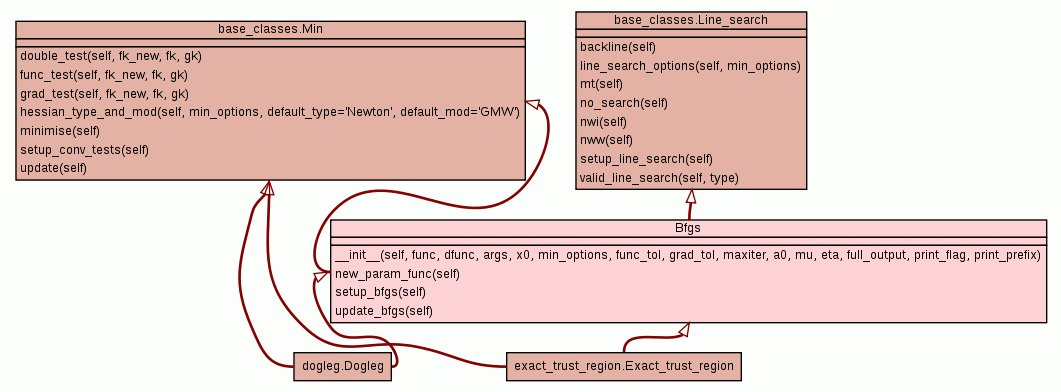 base_classes.Min
double_test(self, fk_new, fk, gk)
func_test(self, fk_new, fk, gk)
grad_test(self, fk_new, fk, gk)
hessian_type_and_mod(self, min_options, default_type='Newton', default_mod='GMW')
minimise(self)
setup_conv_tests(self)
update(self)
base_classes.Line_search
backline(self)
line_search_options(self, min_options)
mt(self)
no_search(self)
nwi(self)
nww(self)
setup_line_search(self)
valid_line_search(self, type)
Bfgs
__init__(self, func, dfunc, args, x0, min_options, func_tol, grad_tol, maxiter, a0, mu, eta, full_output, print_flag, print_prefix)
new_param_func(self)
setup_bfgs(self)
update_bfgs(self)
dogleg.Dogleg
exact_trust_region.Exact_trust_region